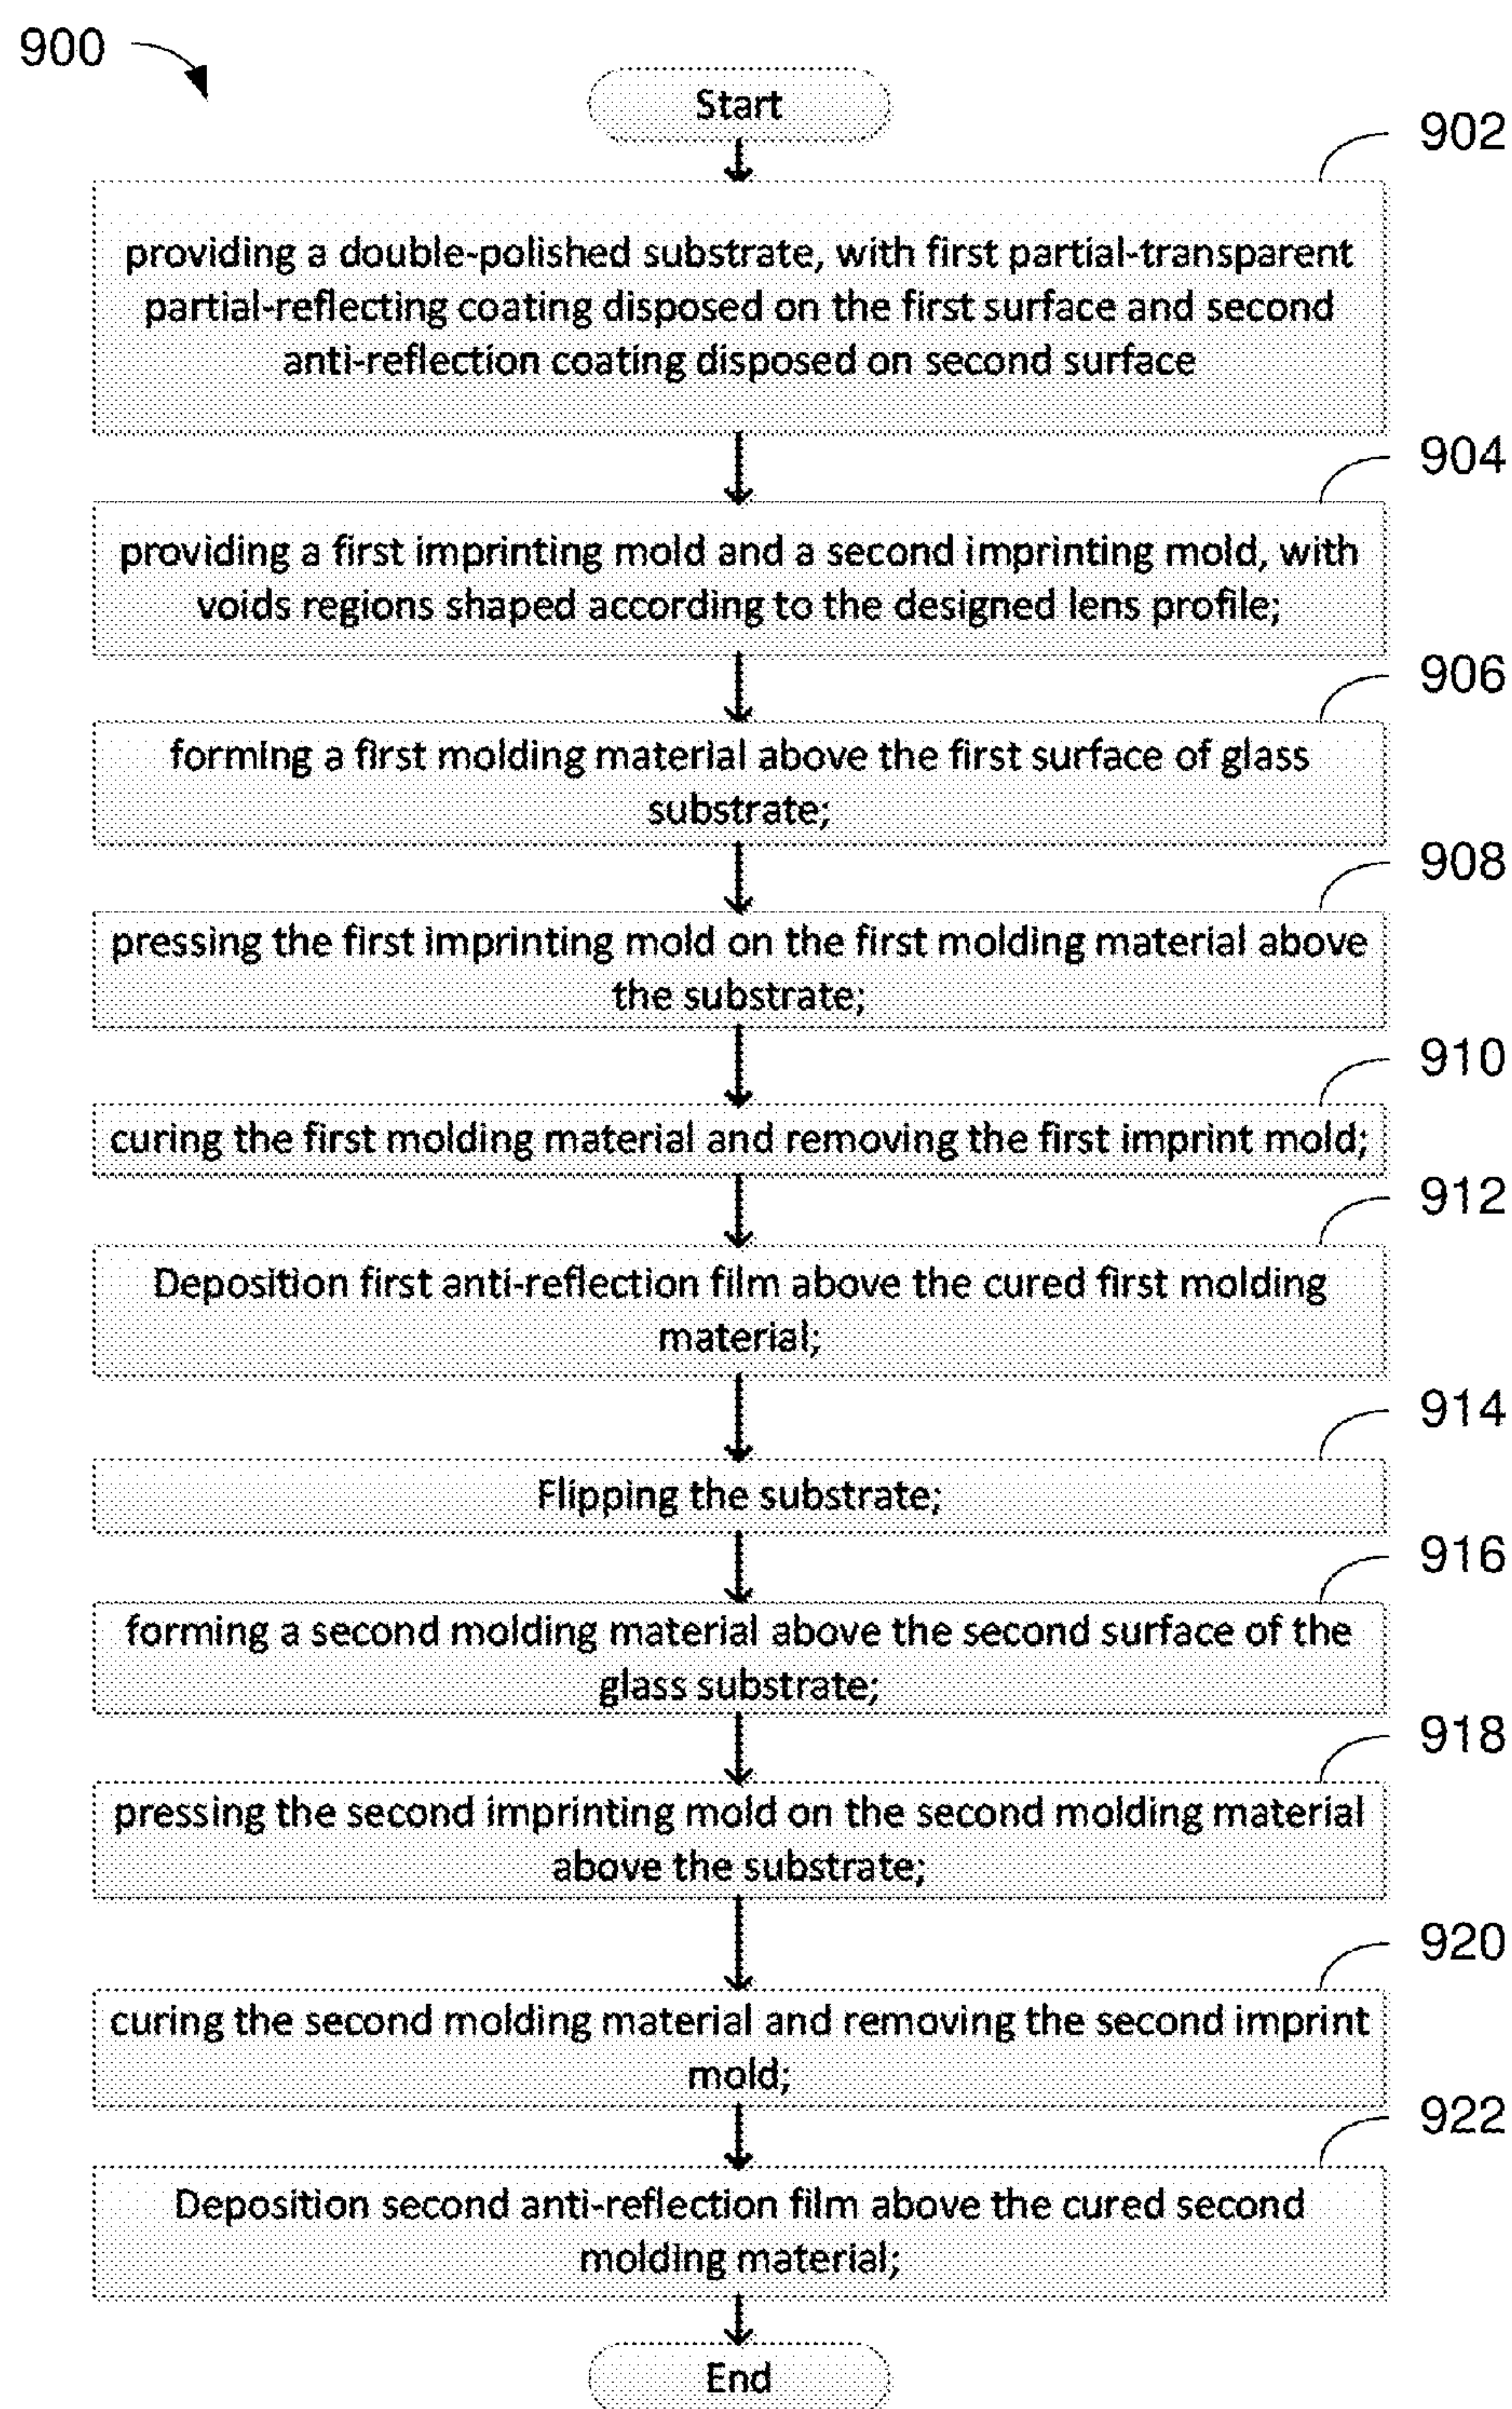 900
Start
902
providing a double-polished substrate, with first partial-transparent
partial-reflecting coating disposed on the first surface and second
anti-reflection coating disposed on second surface
904
providing a first imprinting mold and a second imprinting mold, with
voids regions shaped according to the designed lens profile;
906
forming a first molding material above the first surface of glass
substrate;
908
pressing the first imprinting mold on the first molding material above
the substrate;
910
curing the first molding material and removing the first imprint mold;
912
Deposition first anti-reflection film above the cured first molding
material;
914
Flipping the substrate;
916
forming a second molding material above the second surface of the
glass substrate;
918
pressing the second imprinting mold on the second molding material
above the substrate;
920
curing the second molding material and removing the second imprint
mold;
922
Deposition second anti-reflection film above the cured second
molding material;
End